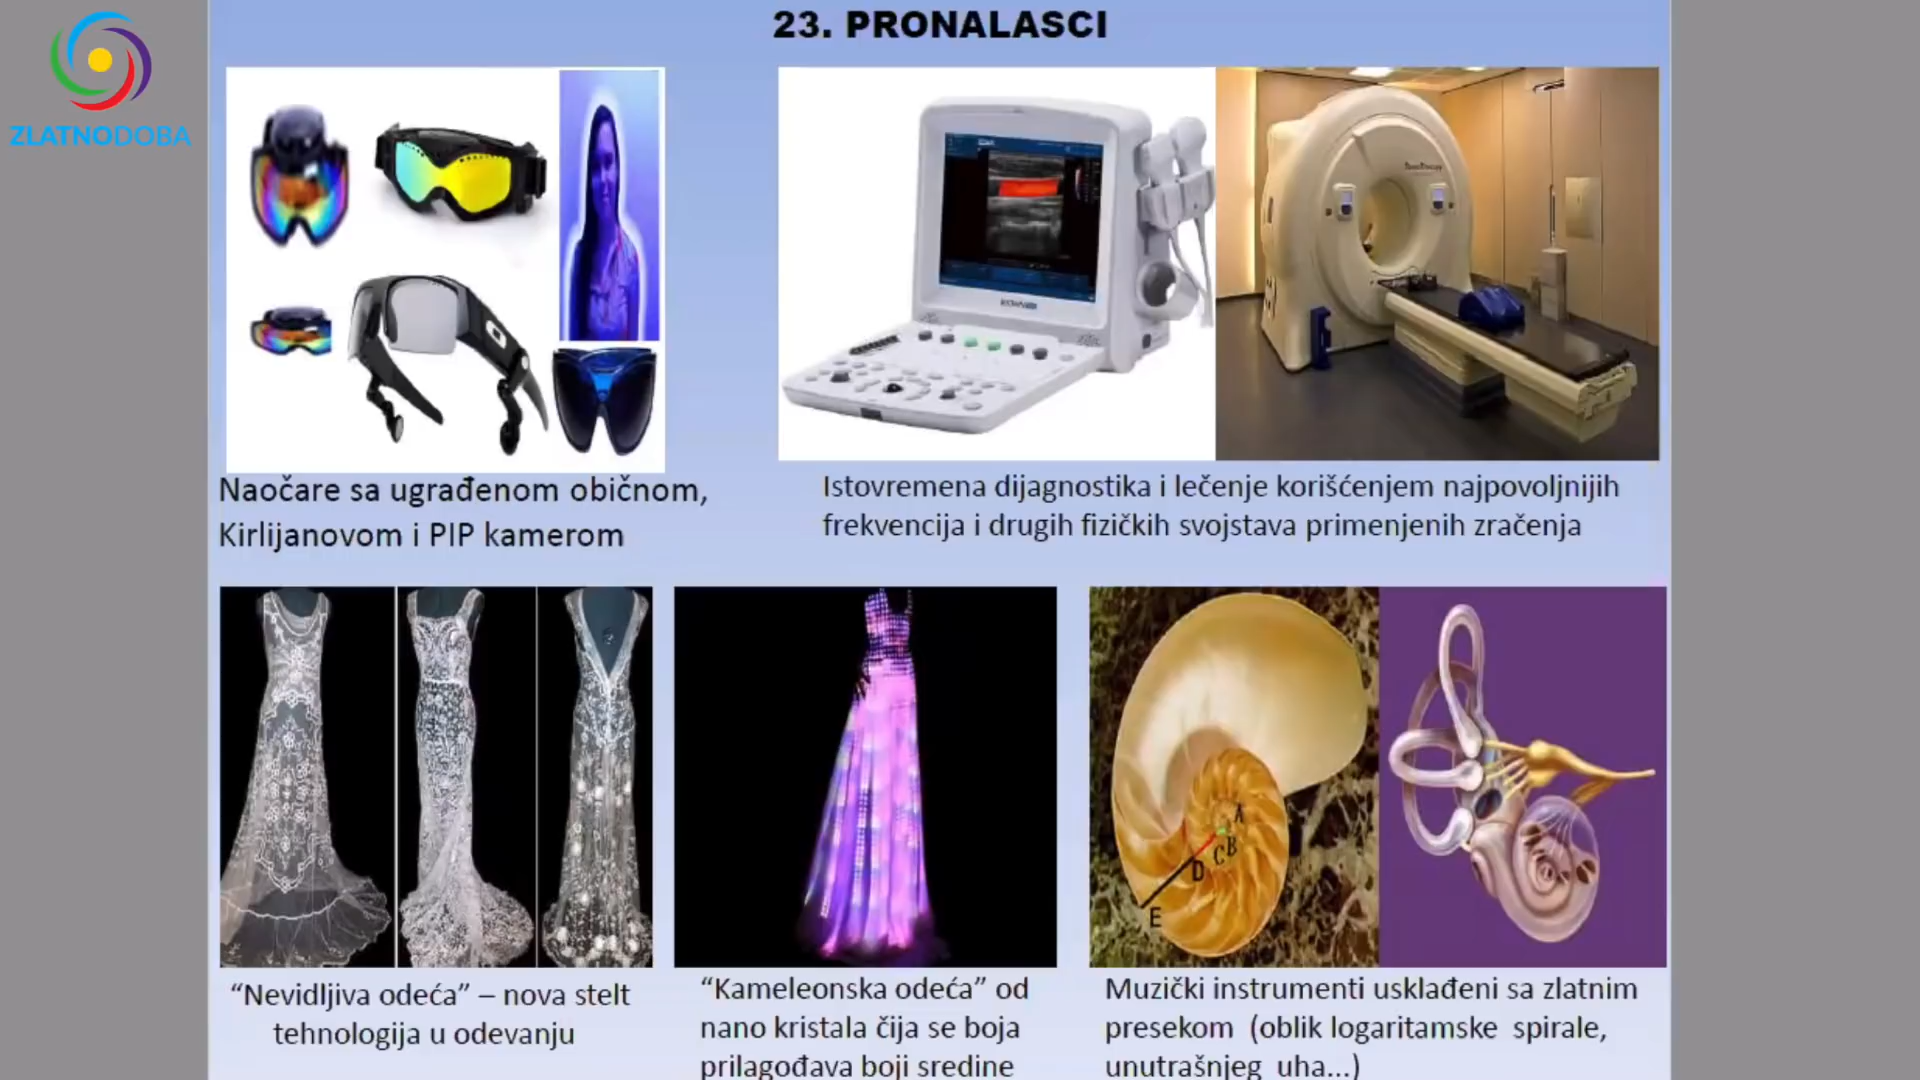 23. PRONALASCI
ZLATNODOBA
Naočare sa ugrađenom običnom,
Kirlijanovom i PIP kamerom
Istovremena dijagnostika i lečenje korišćenjem najpovoljnijih
frekvencija i drugih fizičkih svojstava primenjenih zračenja
A
B
C
D
E
“Nevidljiva odeća” – nova stelt
tehnologija u odevanju
“Kameleonska odeća” od
nano kristala čija se boja
prilagođava boji sredine
Muzički instrumenti usklađeni sa zlatnim
presekom (oblik logaritamske spirale,
unutrašnjeg uha...)